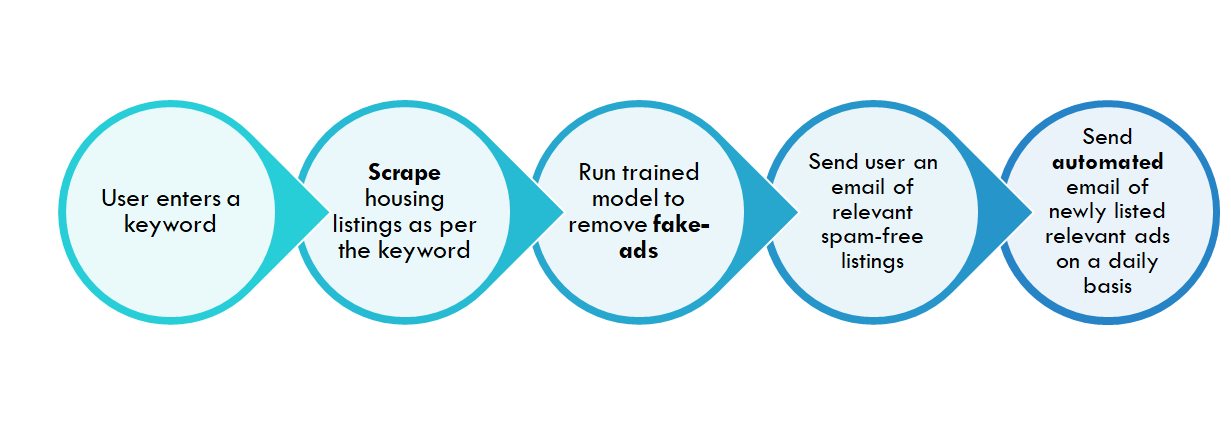 User enters a
keyword
Scrape
housing
listings as per
the keyword
Run trained
model to
remove fake-
ads
Send user an
email of
relevant
spam-free
listings
Send
automated
email of
newly listed
relevant ads
on a daily
basis